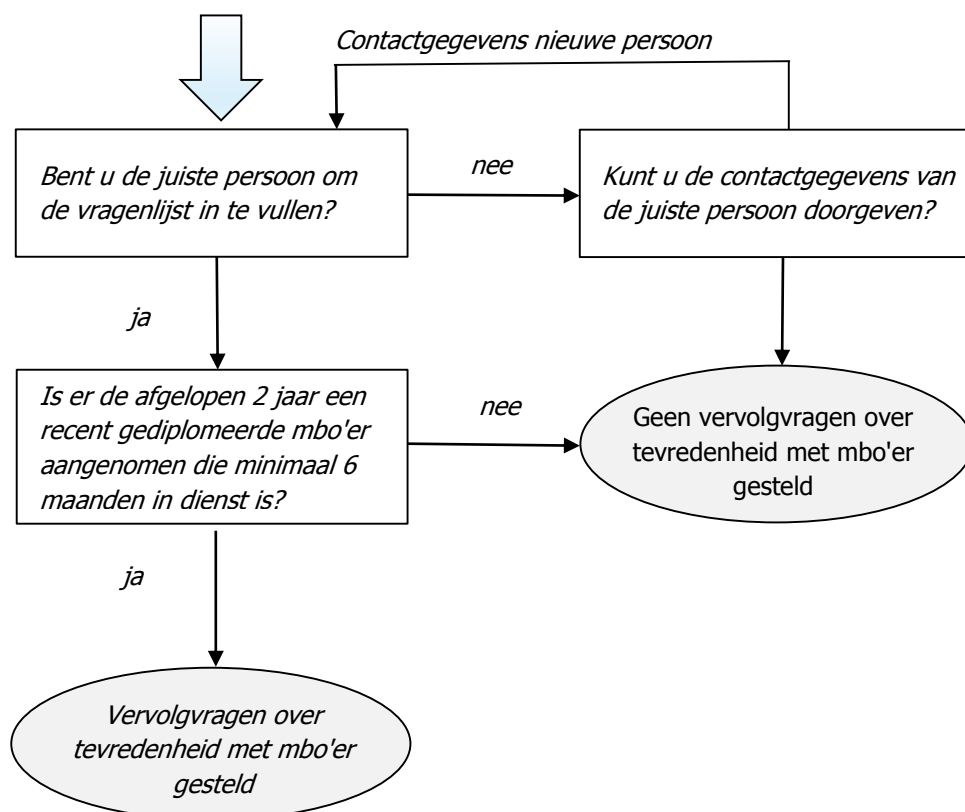 Contactgegevens nieuwe persoon
Bent u de juiste persoon om
de vragenlijst in te vullen?
nee
Kunt u de contactgegevens van
de juiste persoon doorgeven?
ja
Is er de afgelopen 2 jaar een
recent gediplomeerde mbo'er
aangenomen die minimaal 6
maanden in dienst is?
nee
Geen vervolgvragen over
tevredenheid met mbo'er
gesteld
ja
Vervolgvragen over
tevredenheid met mbo'er
gesteld